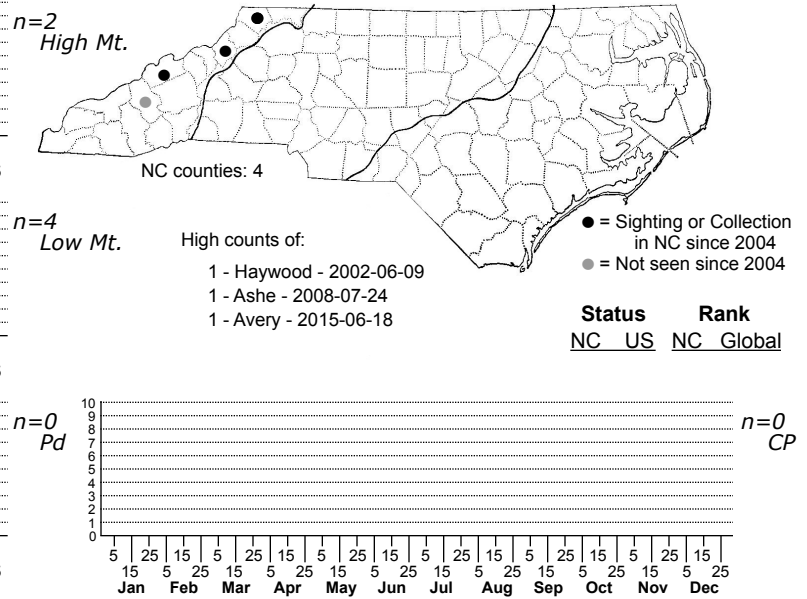 n=2
High Mt.
NC counties: 4
n=4
Low Mt.
High counts of:
1 - Haywood - 2002-06-09
1 - Ashe - 2008-07-24
1 - Avery - 2015-06-18
= Sighting or Collection
in NC since 2004
= Not seen since 2004
Status Rank
NC US NC Global
n=0
Pd
10
9
8
7
6
5
4
3
2
1
0
n=0
CP
5 25 15 5 25 15 5 25 15 5 25 15 5 25 15 5 25 15
15 5 25 15 5 25 15 5 25 15 5 25 15 5 25 15 5 25
Jan Feb Mar Apr May Jun Jul Aug Sep Oct Nov Dec